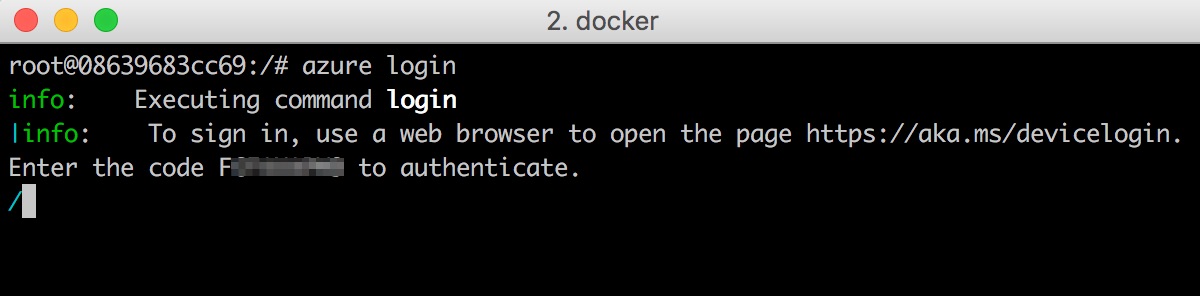 2. docker
root@08639683cc69:/# azure login
info:    Executing command login
|info:    To sign in, use a web browser to open the page https://aka.ms/devicelogin.
Enter the code to authenticate.
/